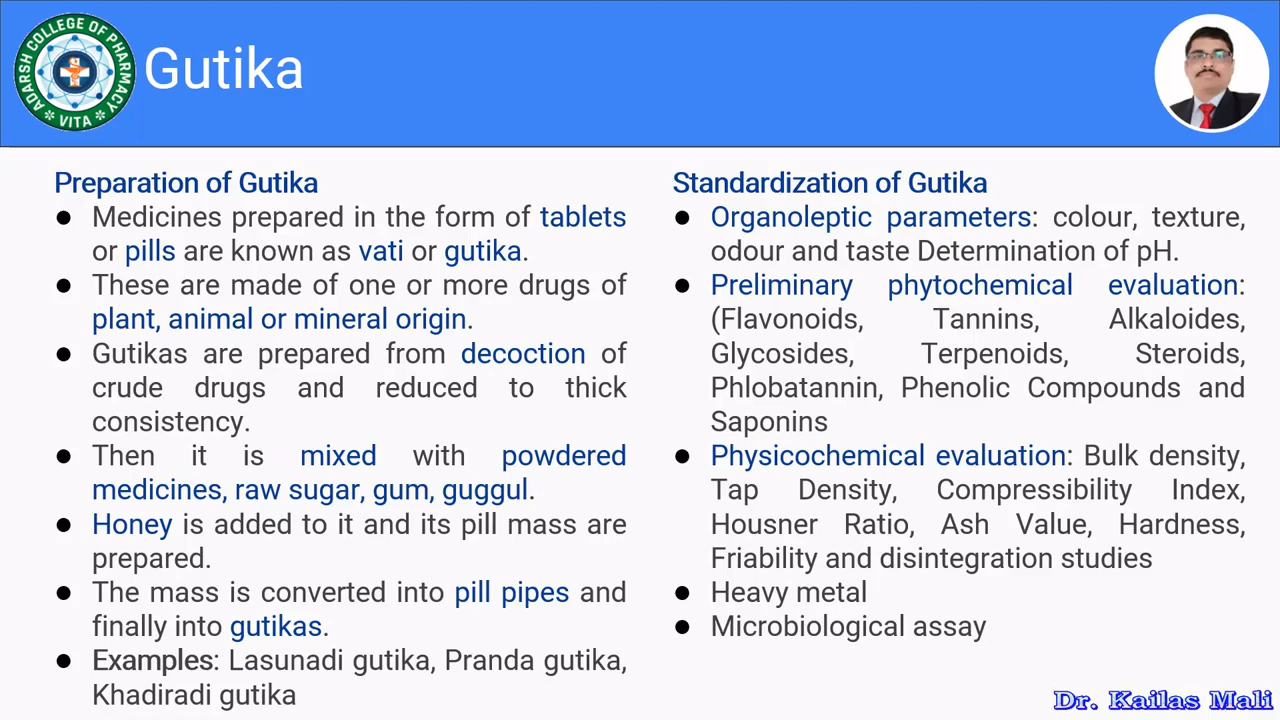 ADARSH COLLEGE OF PHARMACY
VITA
Gutika
Preparation of Gutika
● Medicines prepared in the form of tablets
or pills are known as vati or gutika.
● These are made of one or more drugs of
plant, animal or mineral origin.
● Gutikas are prepared from decoction of
crude drugs and reduced to thick
consistency.
● Then it is mixed with powdered
medicines, raw sugar, gum, guggul.
● Honey is added to it and its pill mass are
prepared.
● The mass is converted into pill pipes and
finally into gutikas.
● Examples: Lasunadi gutika, Pranda gutika,
Khadiradi gutika
Standardization of Gutika
● Organoleptic parameters: colour, texture,
odour and taste Determination of pH.
● Preliminary phytochemical evaluation:
(Flavonoids, Tannins, Alkaloides,
Glycosides, Terpenoids, Steroids,
Phlobatannin, Phenolic Compounds and
Saponins
● Physicochemical evaluation: Bulk density,
Tap Density, Compressibility Index,
Housner Ratio, Ash Value, Hardness,
Friability and disintegration studies
● Heavy metal
● Microbiological assay
Dr. Kailas Mali